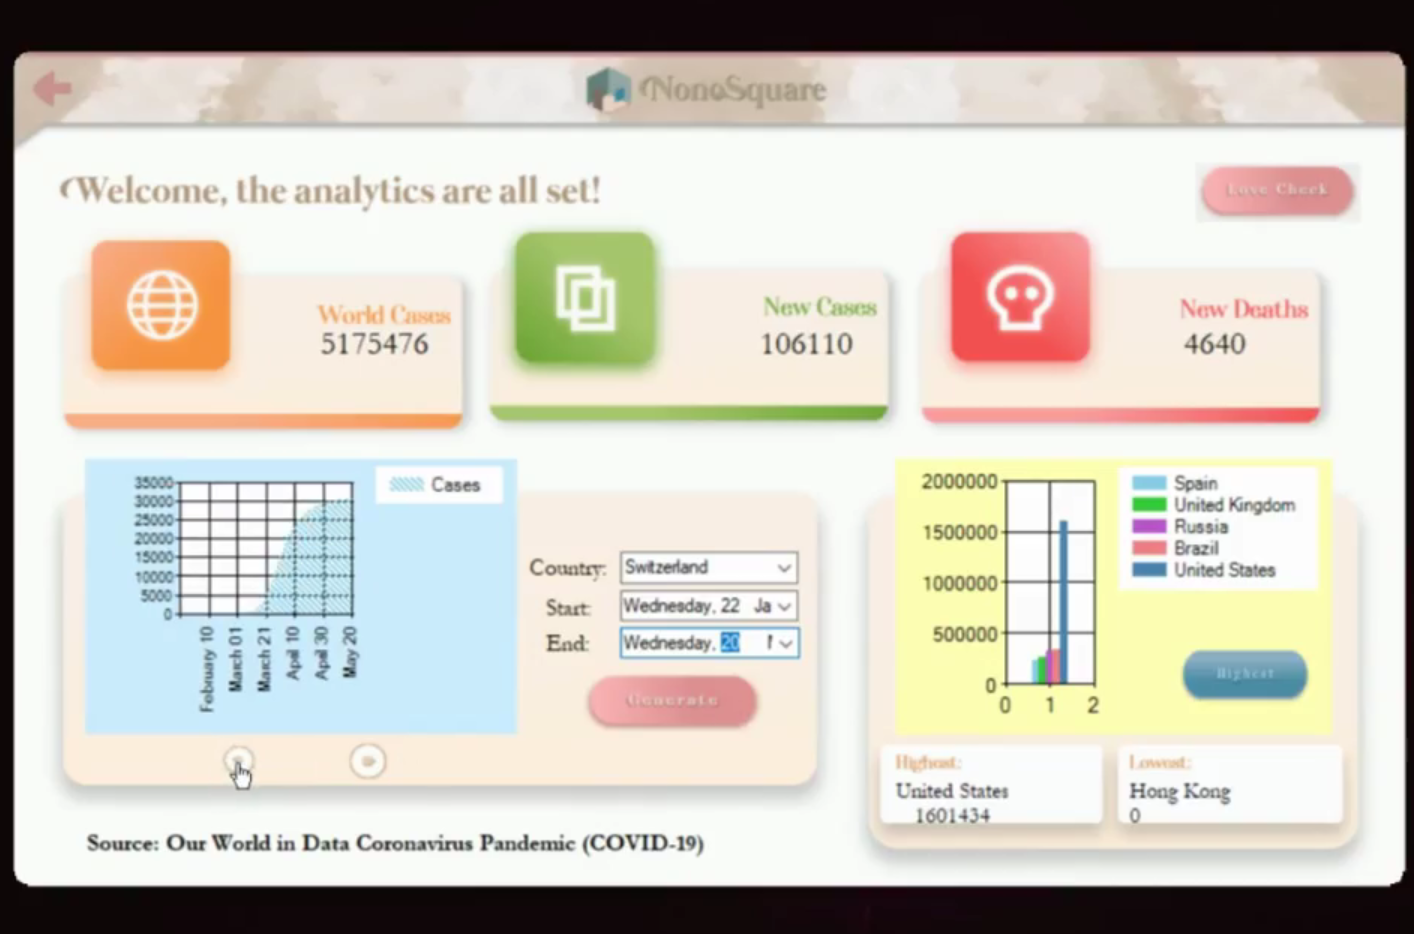 NonoSquare
Welcome, the analytics are all set!
Love Check
World Cases
5175476
New Cases
106110
New Deaths
4640
35000
30000
25000
20000
15000
10000
5000
0
February 10
March 01
March 21
April 10
April 30
May 20
Cases
Country: Switzerland
Start: Wednesday, 22 Ja
End: Wednesday, 20
Generate
2000000
1500000
1000000
500000
0
0 1 2
Spain
United Kingdom
Russia
Brazil
United States
Highest
Highest:
United States
1601434
Lowest:
Hong Kong
0
Source: Our World in Data Coronavirus Pandemic (COVID-19)